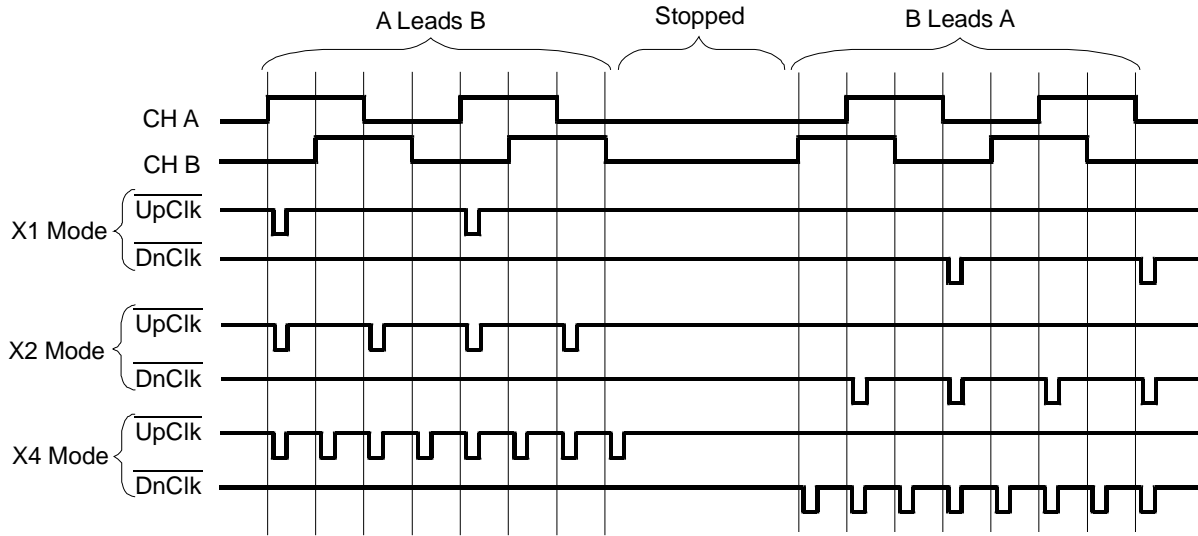 A Leads B
Stopped
B Leads A
CH A
CH B
X1 Mode
UpClk
DnClk
X2 Mode
UpClk
DnClk
X4 Mode
UpClk
DnClk